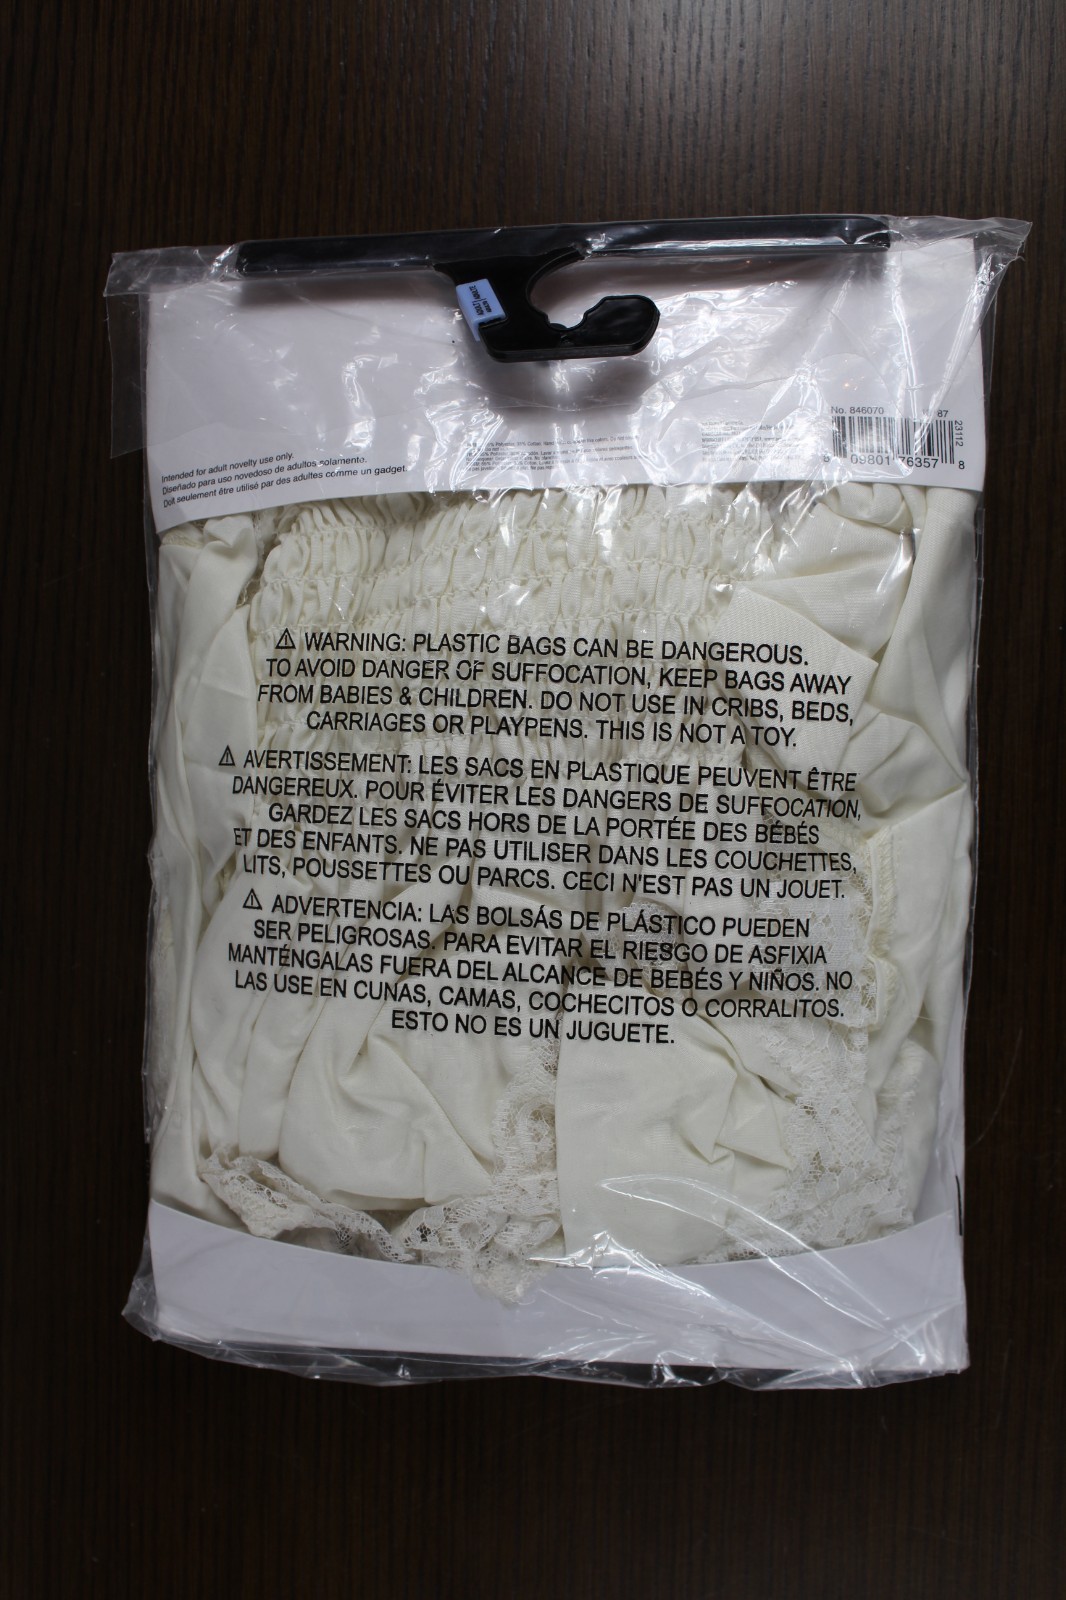 No. 846070
23112
09801 76357 8
Intended for adult novelty use only.
Diseñado para uso novedoso de adultos solamente.
Doit seulement être utilisé par des adultes comme un gadget.
⚠ WARNING: PLASTIC BAGS CAN BE DANGEROUS.
TO AVOID DANGER OF SUFFOCATION, KEEP BAGS AWAY
FROM BABIES & CHILDREN. DO NOT USE IN CRIBS, BEDS,
CARRIAGES OR PLAYPENS. THIS IS NOT A TOY.
⚠ AVERTISSEMENT: LES SACS EN PLASTIQUE PEUVENT ÊTRE
DANGEREUX. POUR ÉVITER LES DANGERS DE SUFFOCATION,
GARDEZ LES SACS HORS DE LA PORTÉE DES BÉBÉS
ET DES ENFANTS. NE PAS UTILISER DANS LES COUCHETTES,
LITS, POUSSETTES OU PARCS. CECI N'EST PAS UN JOUET.
⚠ ADVERTENCIA: LAS BOLSÁS DE PLÁSTICO PUEDEN
SER PELIGROSAS. PARA EVITAR EL RIESGO DE ASFIXIA
MANTÉNGALAS FUERA DEL ALCANCE DE BEBÉS Y NIÑOS. NO
LAS USE EN CUNAS, CAMAS, COCHECITOS O CORRALITOS.
ESTO NO ES UN JUGUETE.